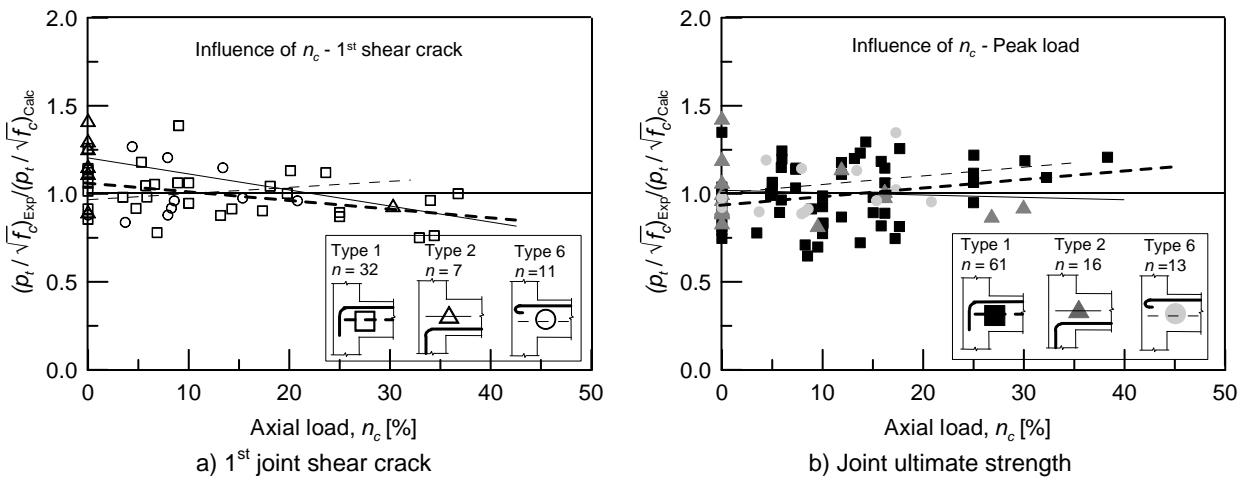 Influence of n_c - 1st shear crack
(p_t / √f_c)_Exp/(p_t / √f_c)_Calc
2.0
1.5
1.0
0.5
0.0
Type 1 Type 2 Type 6
n = 32 n = 7 n =11
0 10 20 30 40 50
Axial load, n_c [%]
a) 1st joint shear crack
Influence of n_c - Peak load
(p_t / √f_c)_Exp/(p_t / √f_c)_Calc
2.0
1.5
1.0
0.5
0.0
Type 1 Type 2 Type 6
n = 61 n = 16 n =13
0 10 20 30 40 50
Axial load, n_c [%]
b) Joint ultimate strength